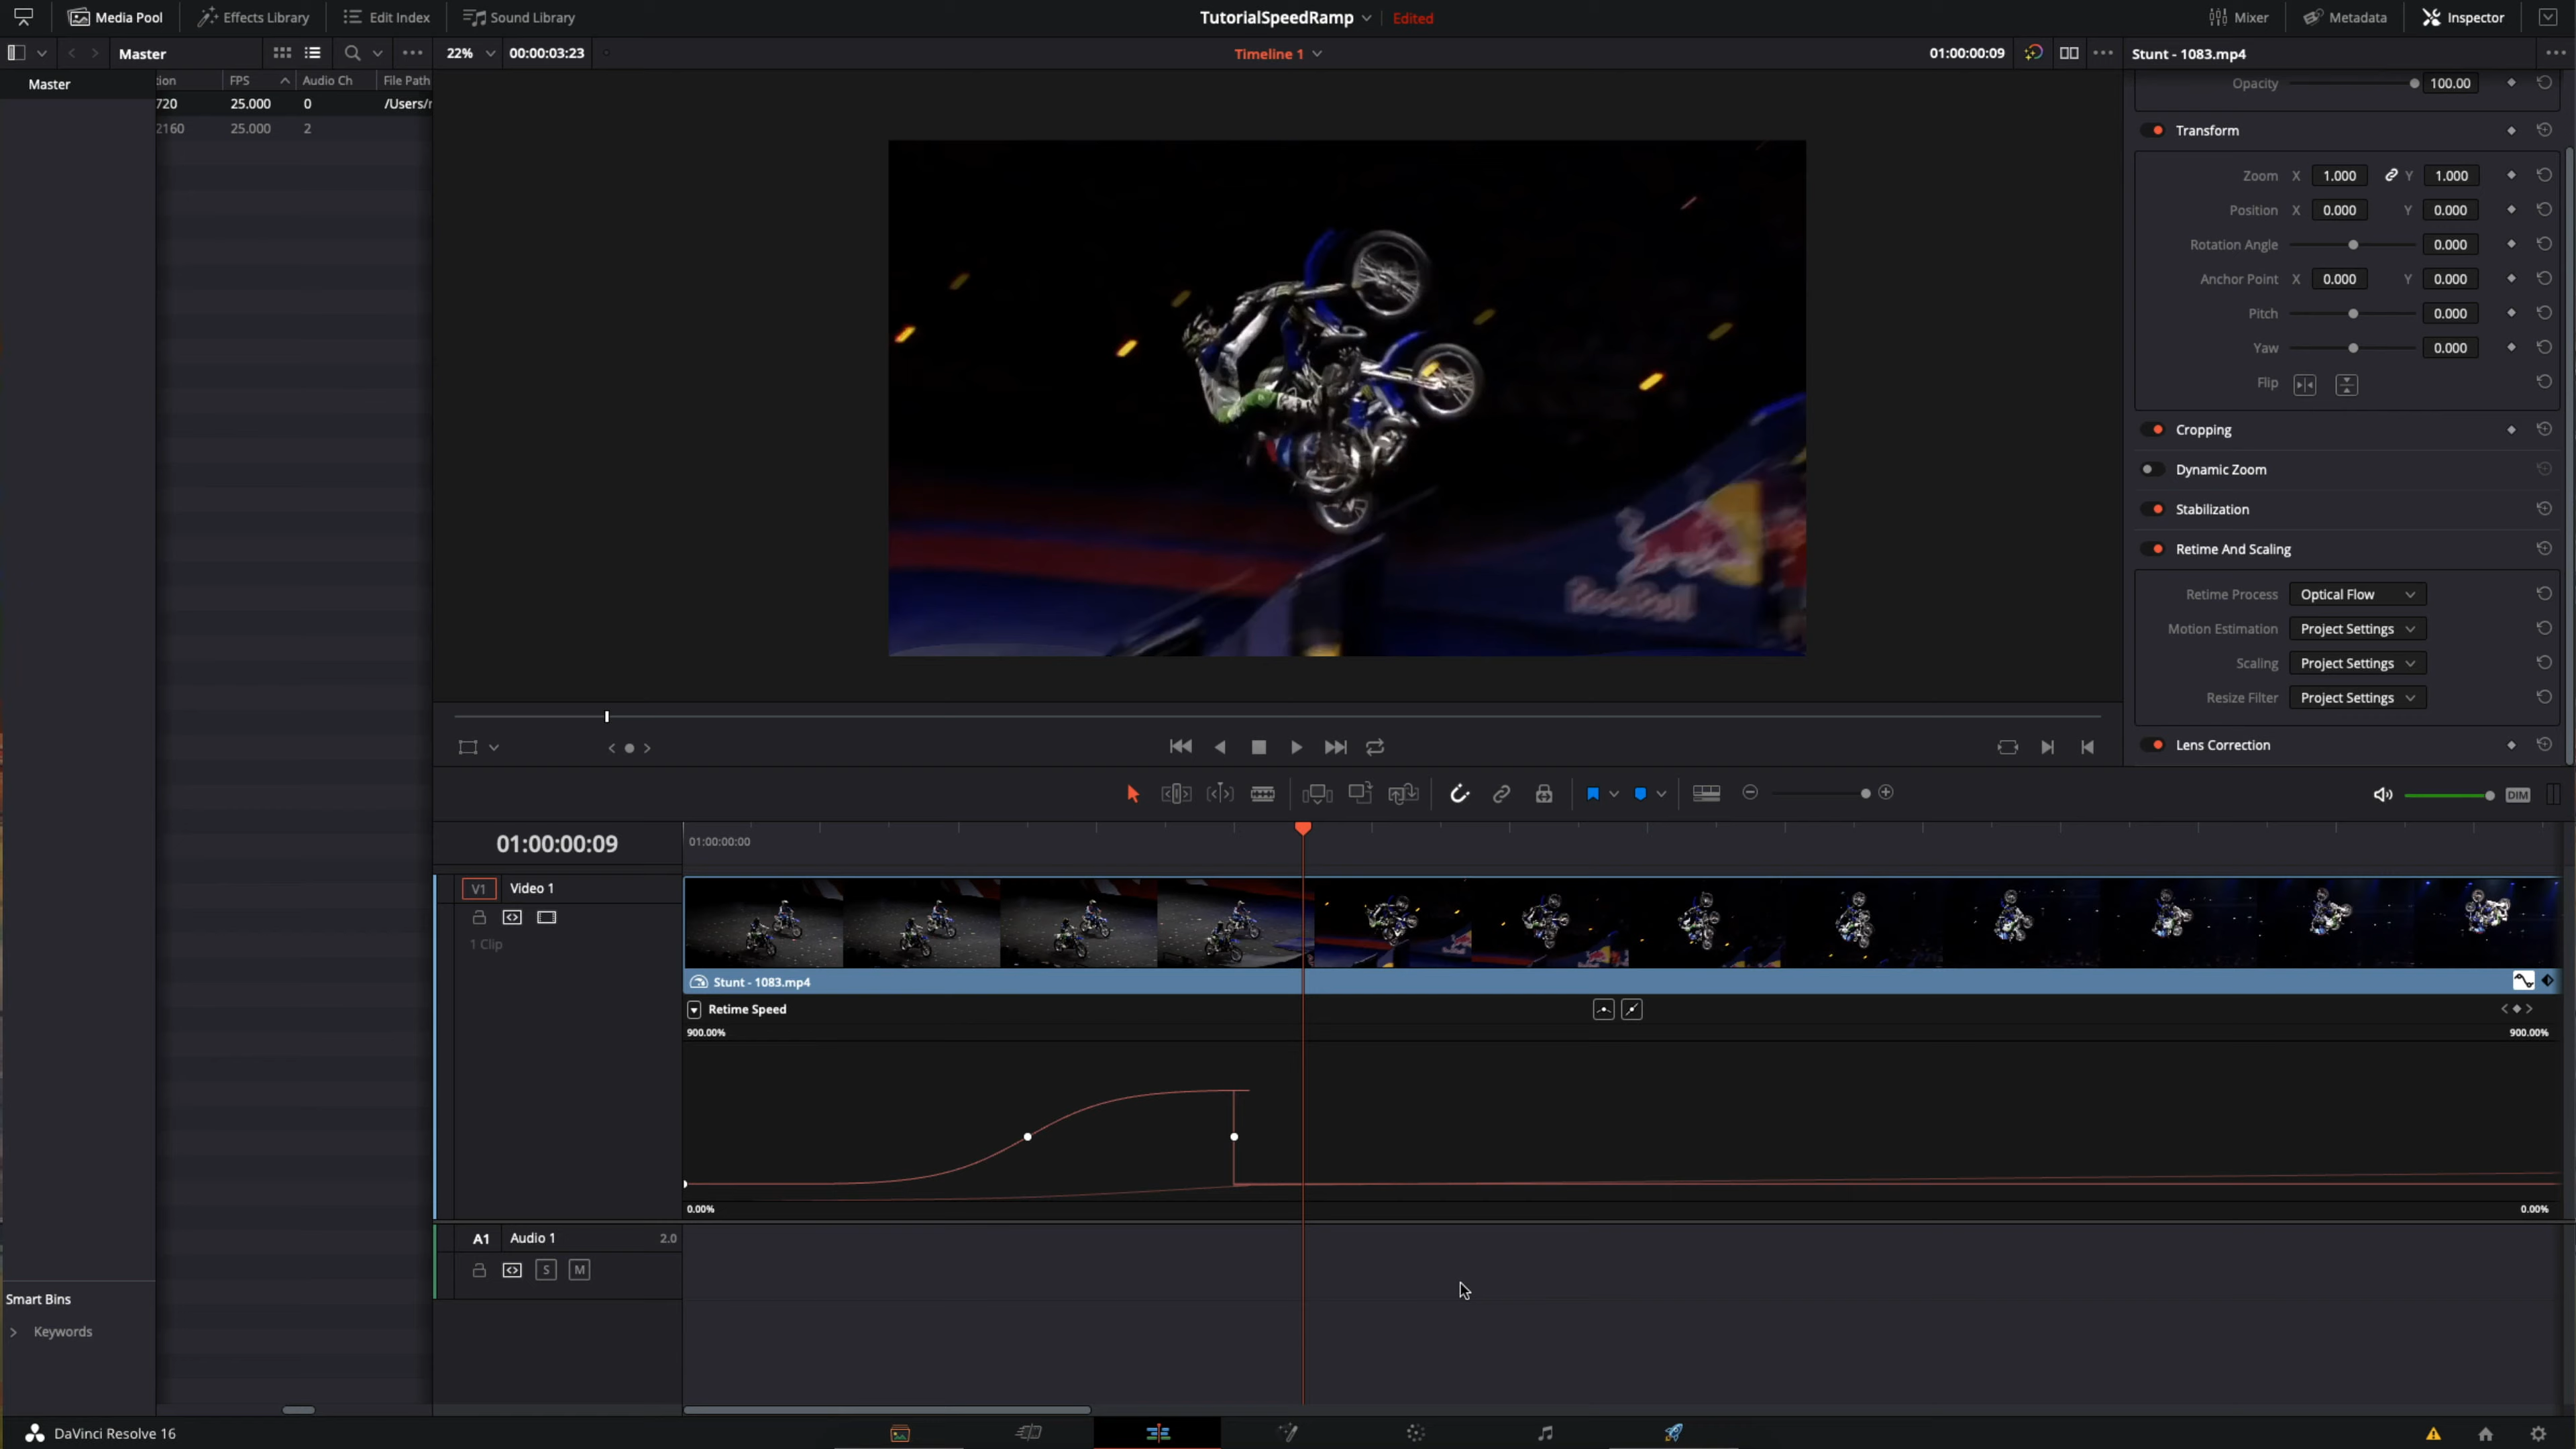 Media Pool Effects Library Edit Index Sound Library TutorialSpeedRamp Edited Mixer Metadata Inspector
Master 22% 00:00:03:23 Timeline 1 01:00:00:09 Stunt - 1083.mp4
Master tion FPS Audio Ch File Path
720 25.000 0 /Users/r
2160 25.000 2
Opacity 100.00
Transform
Zoom X 1.000 Y 1.000
Position X 0.000 Y 0.000
Rotation Angle 0.000
Anchor Point X 0.000 Y 0.000
Pitch 0.000
Yaw 0.000
Flip
Cropping
Dynamic Zoom
Stabilization
Retime And Scaling
Retime Process Optical Flow
Motion Estimation Project Settings
Scaling Project Settings
Resize Filter Project Settings
Lens Correction
Red Bull
DIM
01:00:00:09 01:00:00:00
V1 Video 1
1 Clip
Stunt - 1083.mp4
Retime Speed
900.00% 900.00%
0.00% 0.00%
A1 Audio 1 2.0
S M
Smart Bins
Keywords
DaVinci Resolve 16